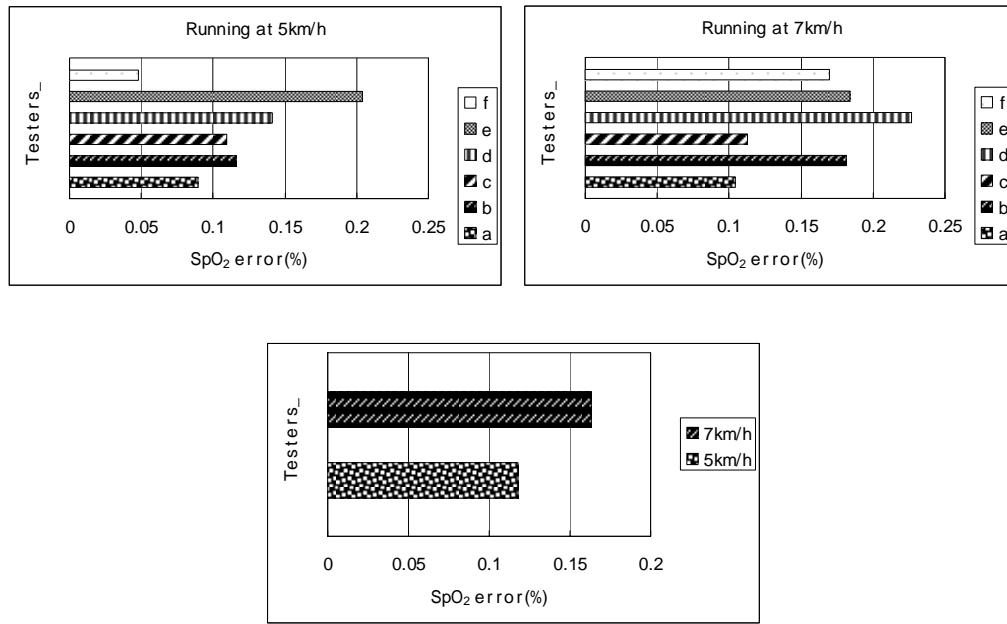 Running at 5km/h
Testers_
f
e
d
c
b
a
0 0.05 0.1 0.15 0.2 0.25
SpO₂ error(%)
Running at 7km/h
Testers_
f
e
d
c
b
a
0 0.05 0.1 0.15 0.2 0.25
SpO₂ error(%)
Testers_
7km/h
5km/h
0 0.05 0.1 0.15 0.2
SpO₂ error(%)